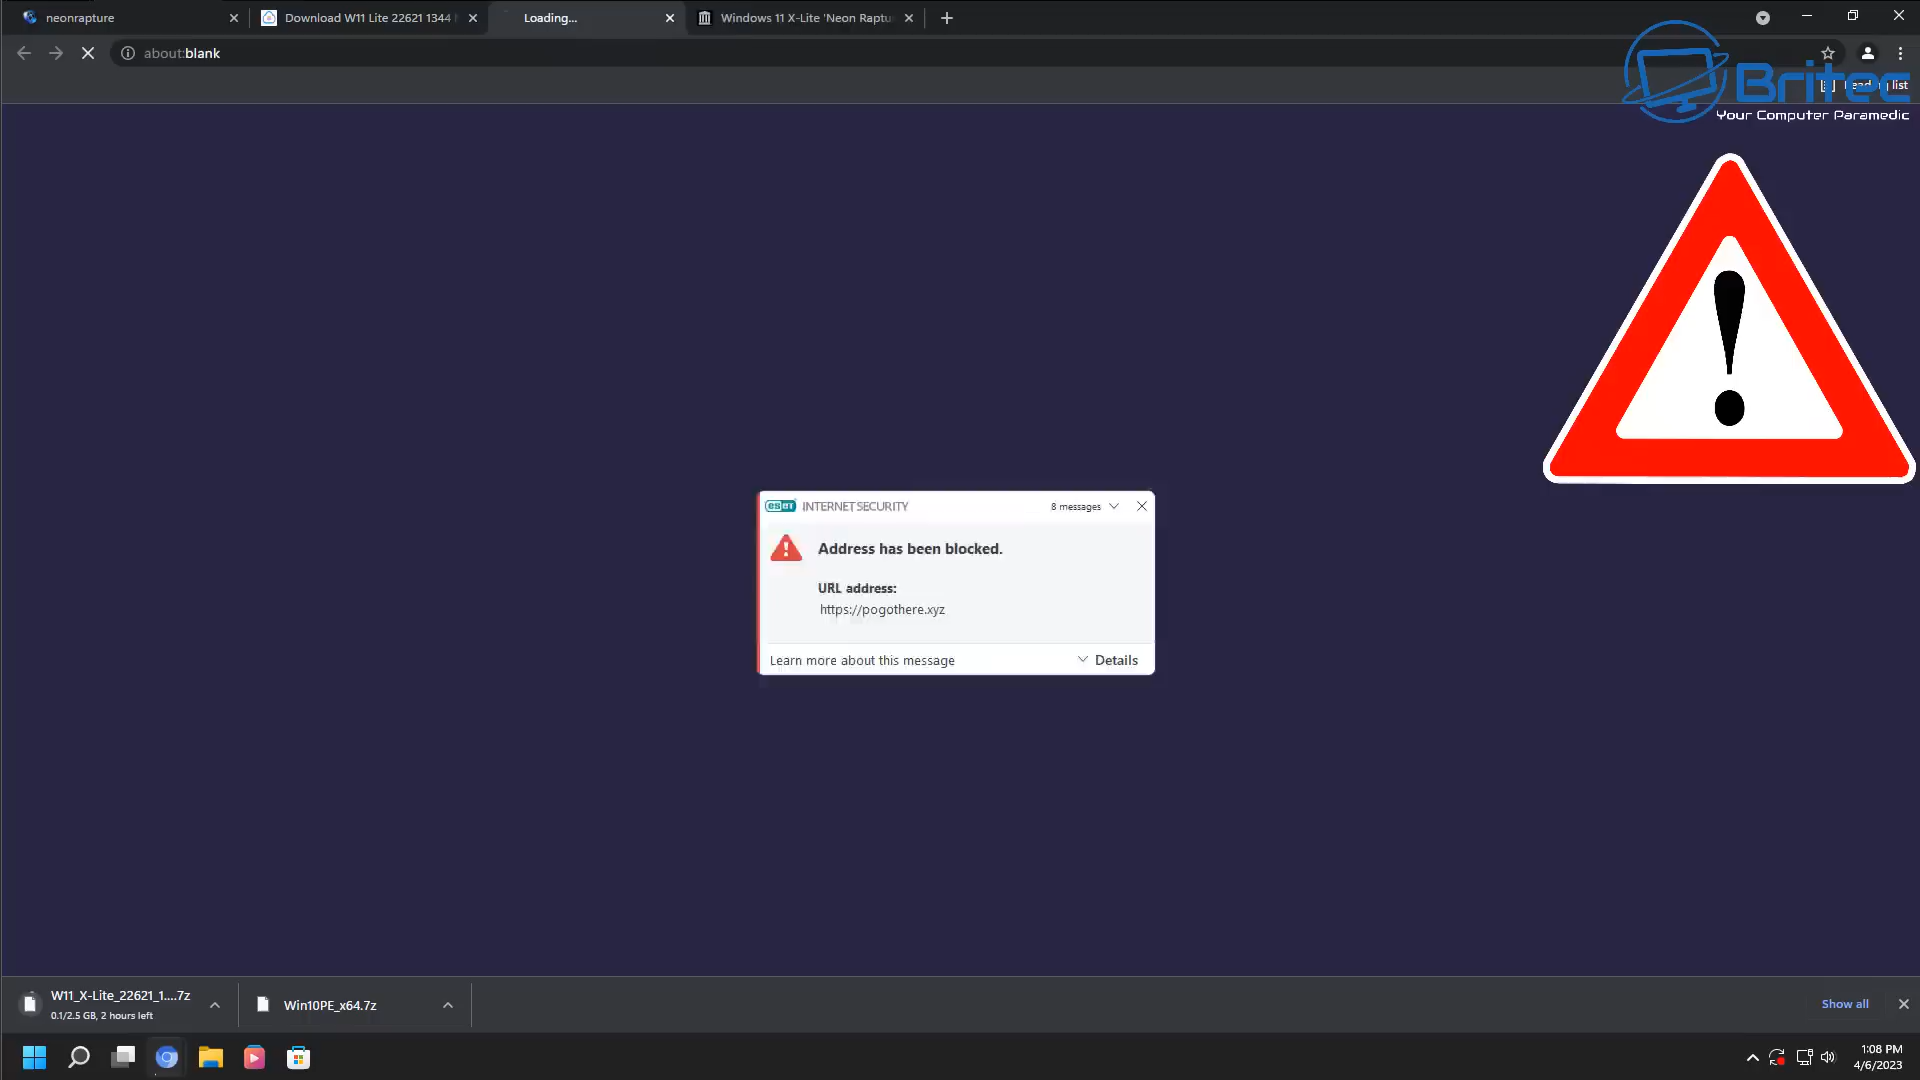 neonrapture
Download W11 Lite 22621 1344
Loading...
Windows 11 X-Lite 'Neon Raptu
about:blank
Britec
list
Your Computer Paramedic
eset INTERNET SECURITY
8 messages
Address has been blocked.
URL address:
https://pogothere.xyz
Learn more about this message
Details
W11_X-Lite_22621_1....7z
0.1/2.5 GB, 2 hours left
Win10PE_x64.7z
Show all
1:08 PM
4/6/2023